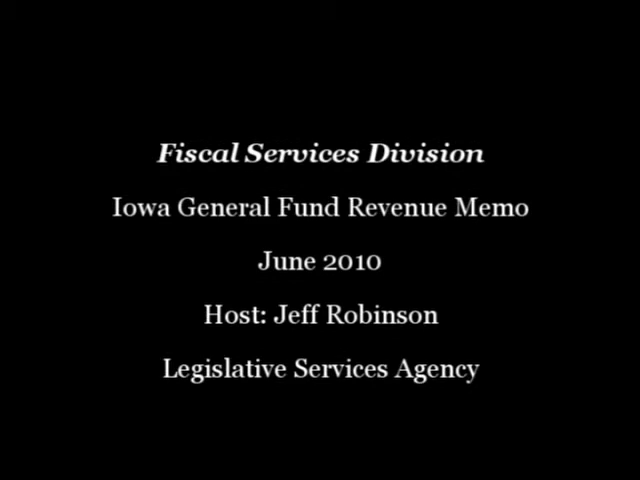 Fiscal Services Division
Iowa General Fund Revenue Memo
June 2010
Host: Jeff Robinson
Legislative Services Agency